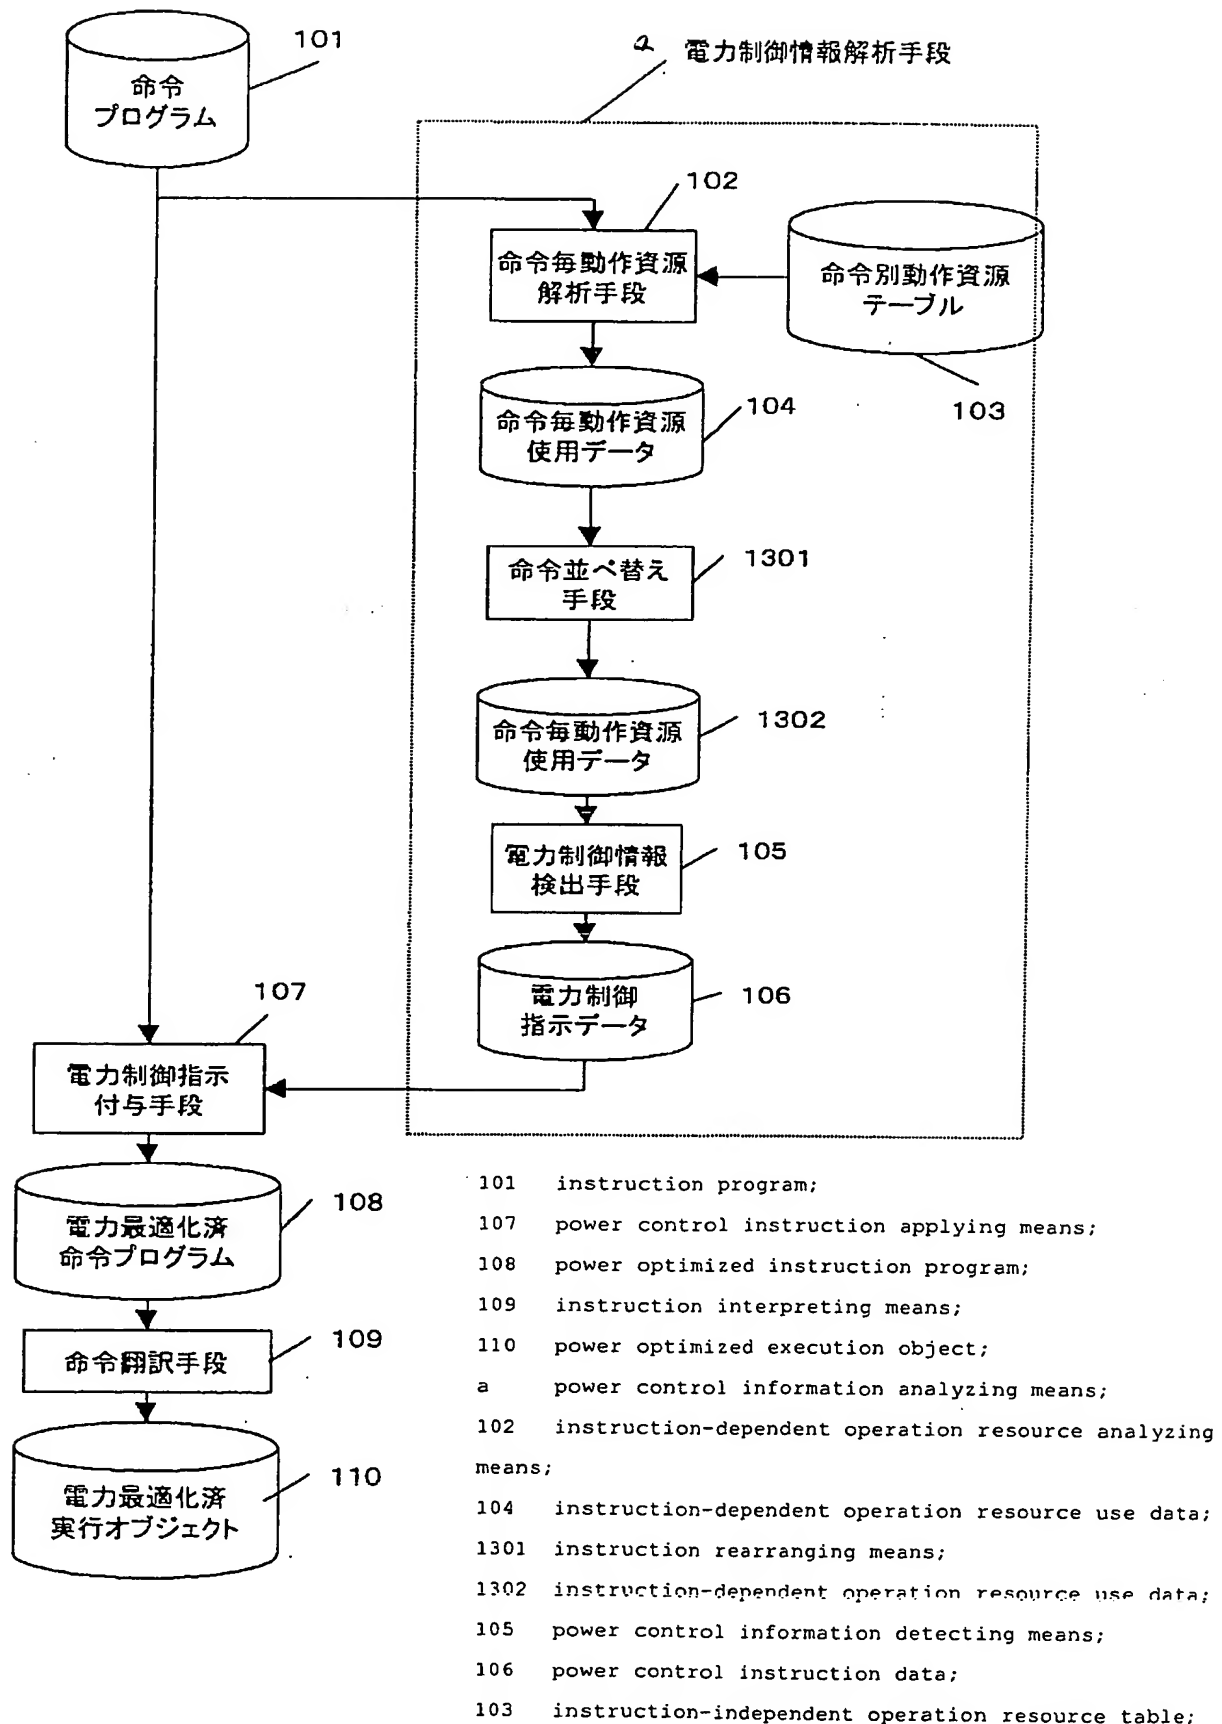 101
命令
プログラム
a 電力制御情報解析手段
102
命令毎動作資源
解析手段
命令別動作資源
テーブル
103
命令毎動作資源
使用データ
104
命令並べ替え
手段
1301
命令毎動作資源
使用データ
1302
電力制御情報
検出手段
105
電力制御
指示データ
106
107
電力制御指示
付与手段
電力最適化済
命令プログラム
108
命令翻訳手段
109
電力最適化済
実行オブジェクト
110
101 instruction program;
107 power control instruction applying means;
108 power optimized instruction program;
109 instruction interpreting means;
110 power optimized execution object;
a power control information analyzing means;
102 instruction-dependent operation resource analyzing
means;
104 instruction-dependent operation resource use data;
1301 instruction rearranging means;
1302 instruction-dependent operation resource use data;
105 power control information detecting means;
106 power control instruction data;
103 instruction-independent operation resource table;